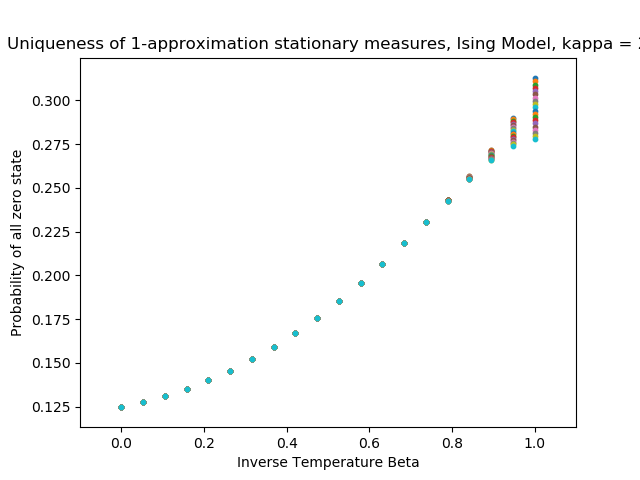 Uniqueness of 1-approximation stationary measures, Ising Model, kappa =
0.300
0.275
0.250
0.225
0.200
0.175
0.150
0.125
Probability of all zero state
0.0 0.2 0.4 0.6 0.8 1.0
Inverse Temperature Beta